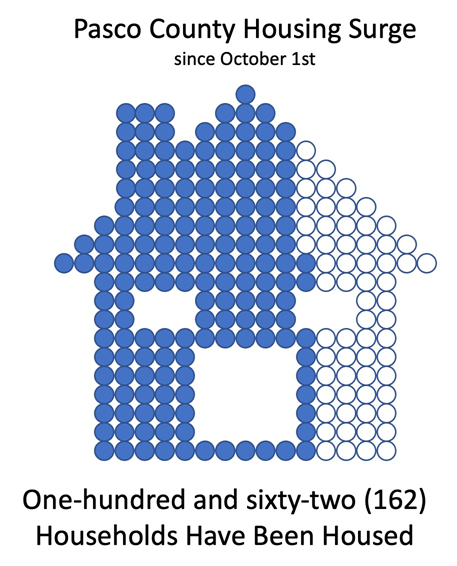 Pasco County Housing Surge
since October 1st
One-hundred and sixty-two (162)
Households Have Been Housed